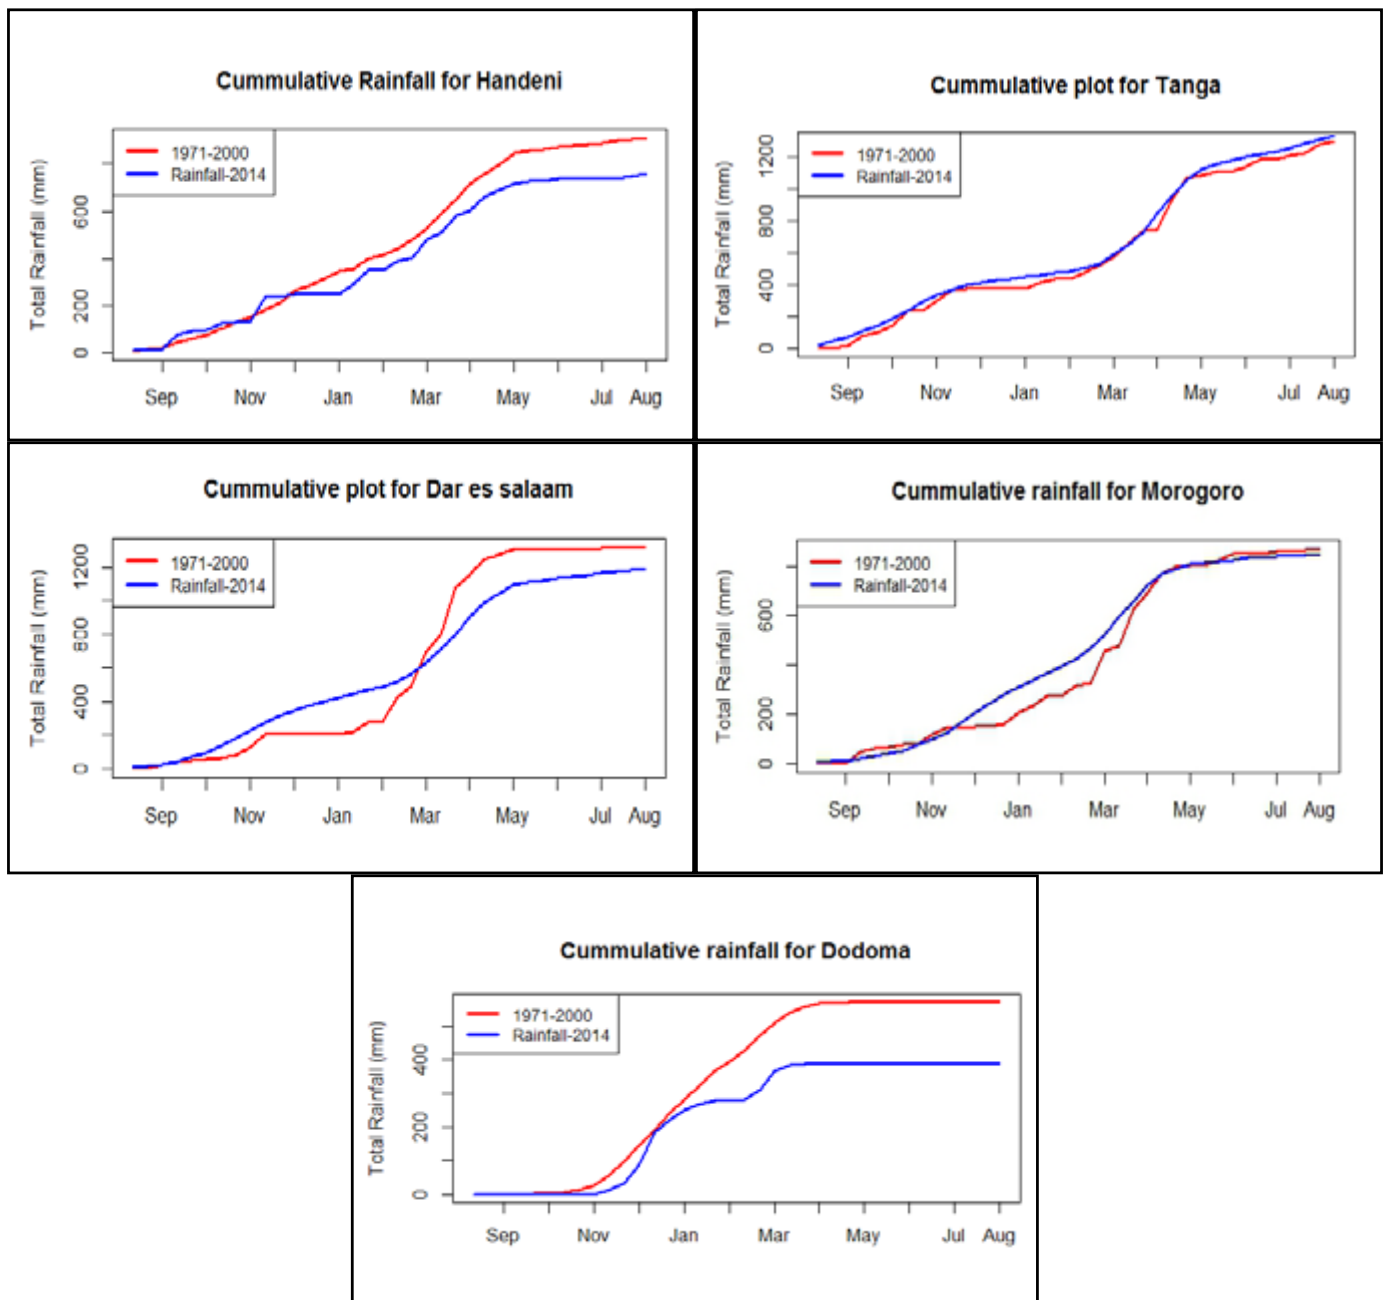 Cummulative Rainfall for Handeni
1971-2000
Rainfall-2014
Total Rainfall (mm)
600
200
0
Sep Nov Jan Mar May Jul Aug
Cummulative plot for Tanga
1971-2000
Rainfall-2014
Total Rainfall (mm)
1200
800
400
0
Sep Nov Jan Mar May Jul Aug
Cummulative plot for Dar es salaam
1971-2000
Rainfall-2014
Total Rainfall (mm)
1200
800
400
0
Sep Nov Jan Mar May Jul Aug
Cummulative rainfall for Morogoro
1971-2000
Rainfall-2014
Total Rainfall (mm)
600
200
0
Sep Nov Jan Mar May Jul Aug
Cummulative rainfall for Dodoma
1971-2000
Rainfall-2014
Total Rainfall (mm)
400
200
0
Sep Nov Jan Mar May Jul Aug